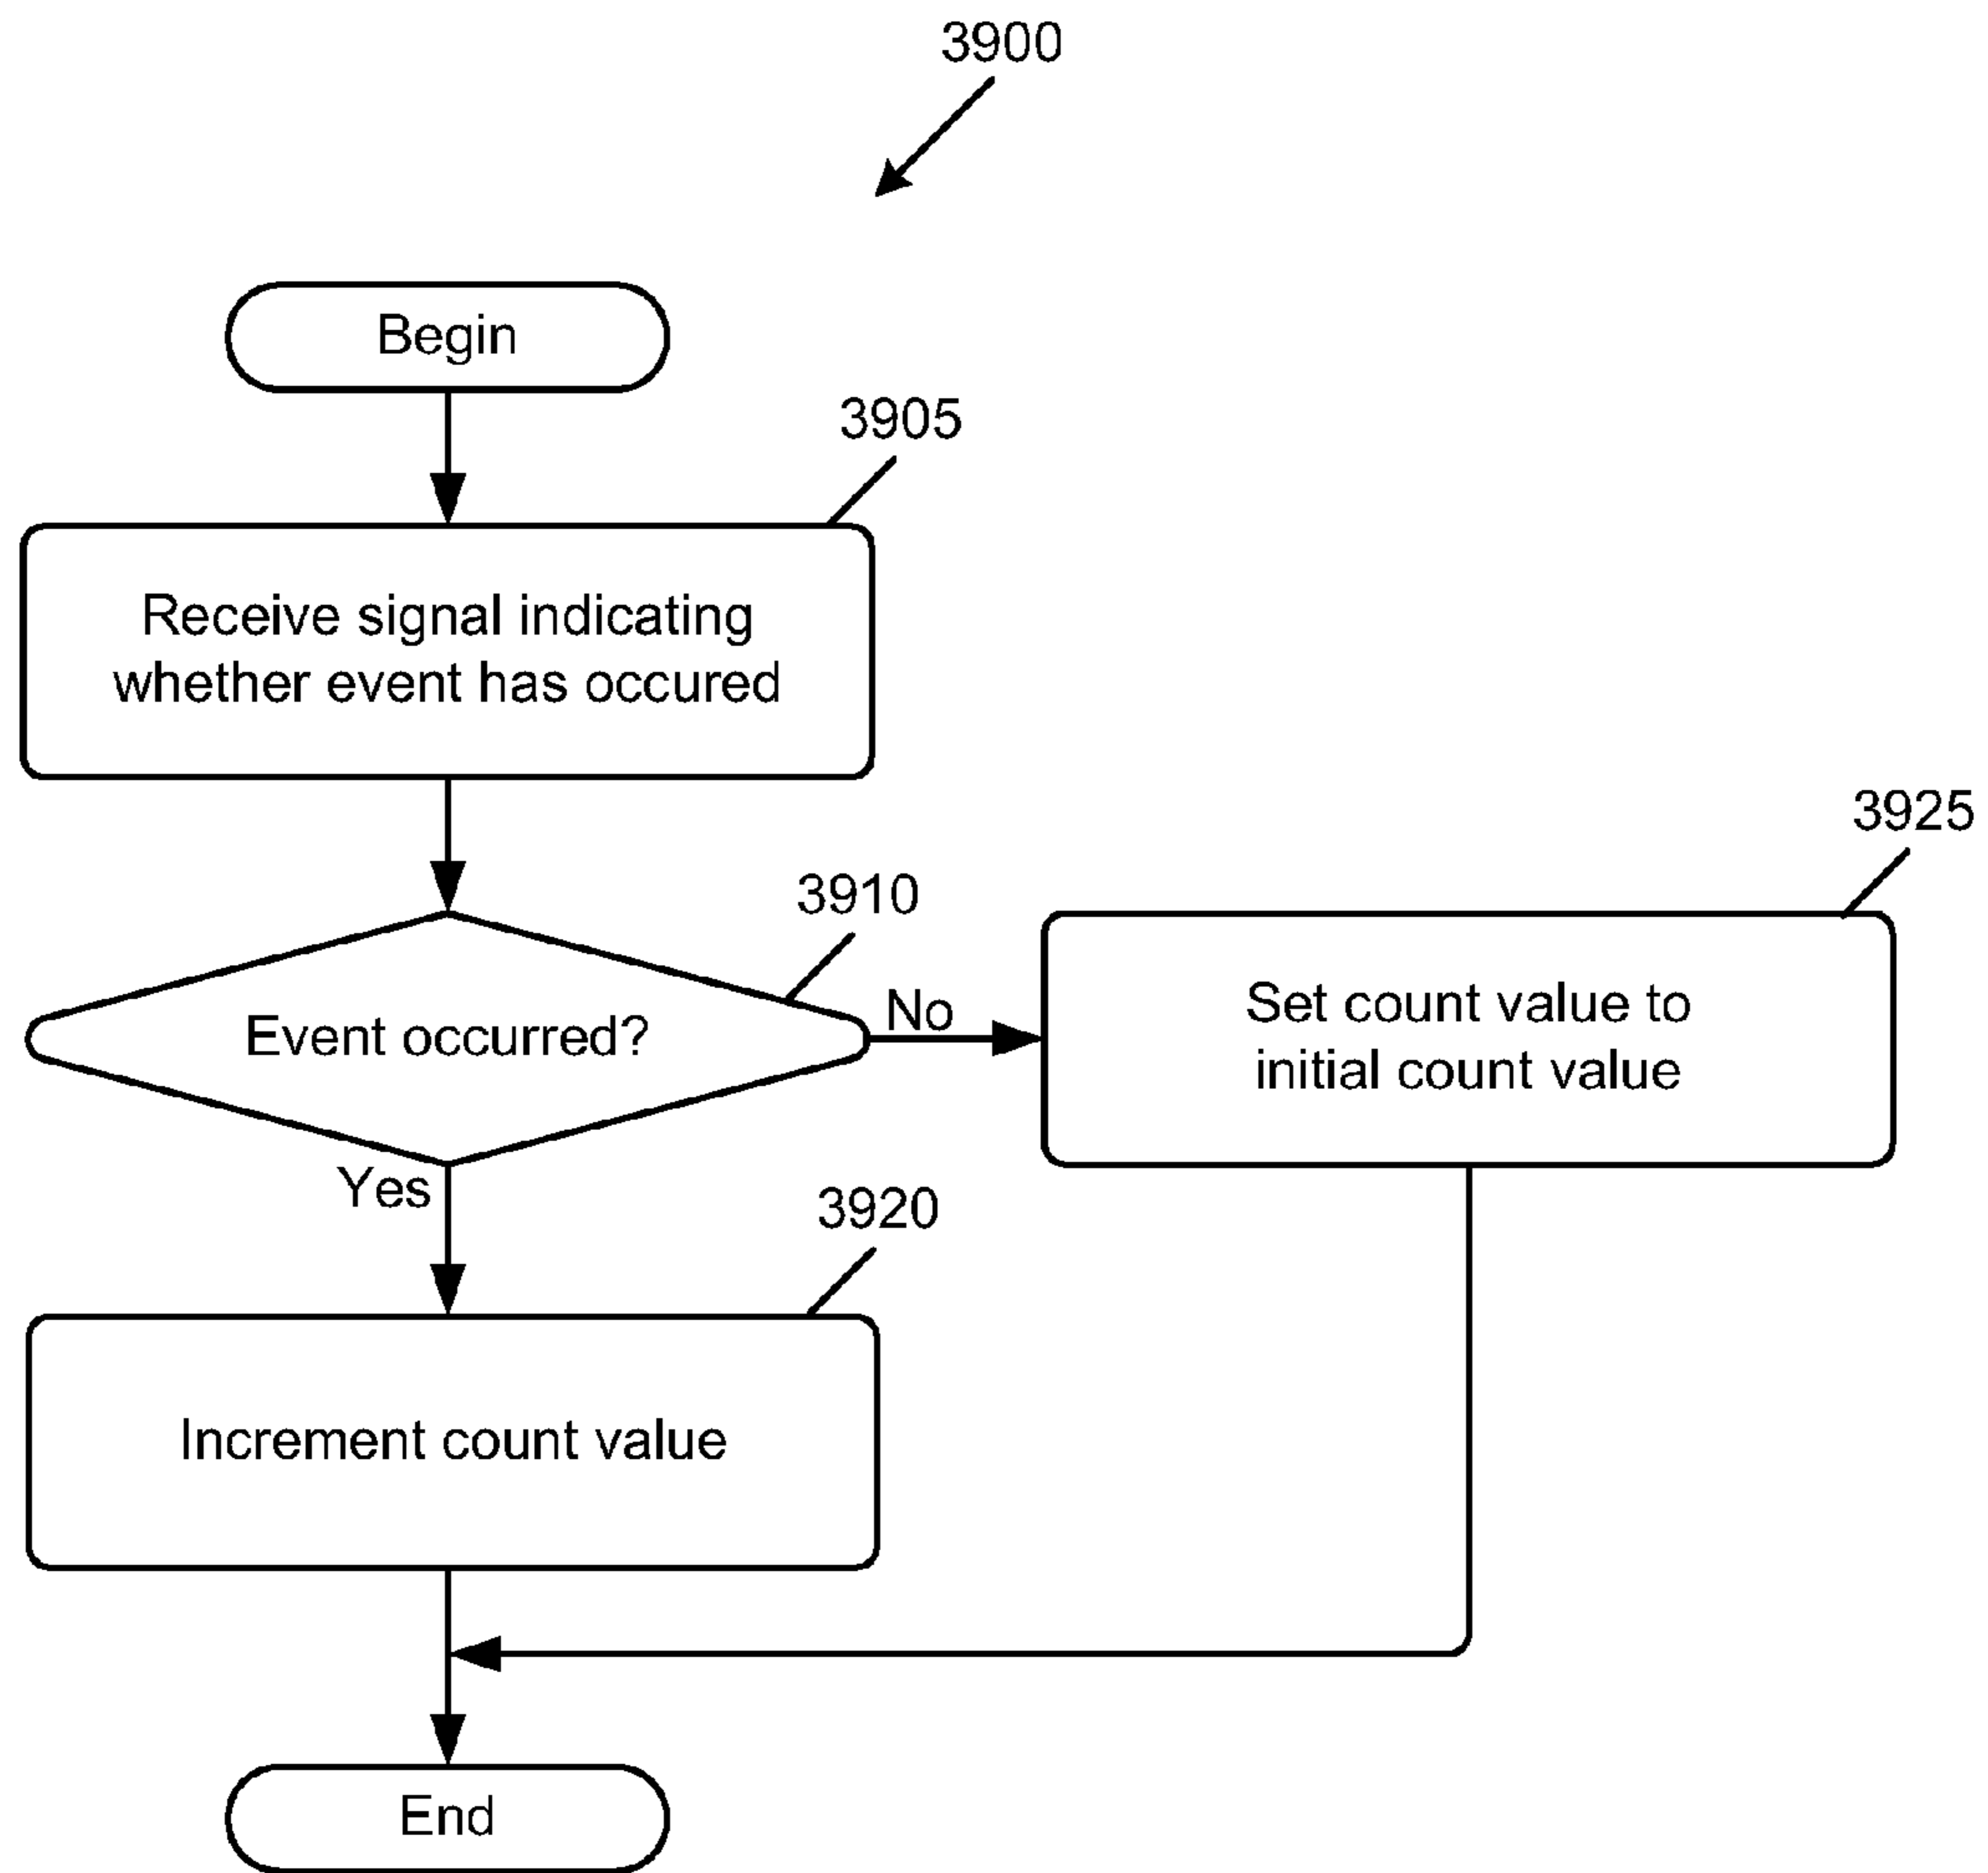 3900
Begin
3905
Receive signal indicating
whether event has occured
3910
Event occurred?
No
3925
Set count value to
initial count value
Yes
3920
Increment count value
End